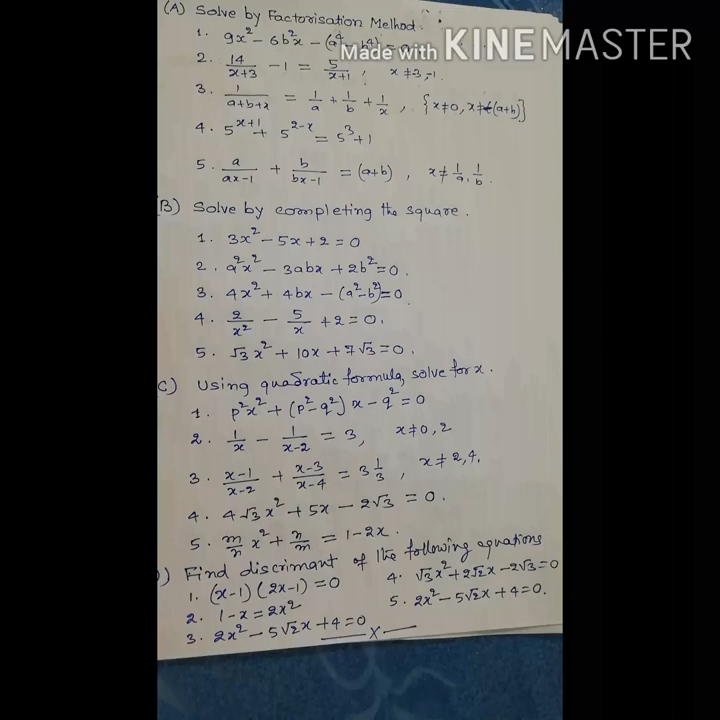 (A) Solve by Factorisation Method.
Made with KINEMASTER
1. 9x² - 6b²x - (a⁴ - b⁴) =
2. 14/(x+3) - 1 = 5/(x+1), x ≠ 3, -1
3. 1/(a+b+x) = 1/a + 1/b + 1/x, {x≠0, x≠-(a+b)}
4. 5^(x+1) + 5^(2-x) = 5³+1
5. a/(ax-1) + b/(bx-1) = (a+b), x ≠ 1/a, 1/b.
B) Solve by completing the square.
1. 3x² - 5x + 2 = 0
2. a²x² - 3abx + 2b² = 0.
3. 4x² + 4bx - (a²-b²) = 0
4. 2/x² - 5/x + 2 = 0.
5. √3x² + 10x + 7√3 = 0.
C) Using quadratic formula, solve for x.
1. p²x² + (p²-q²)x - q² = 0
2. 1/x - 1/(x-2) = 3, x ≠ 0, 2
3. (x-1)/(x-2) + (x-3)/(x-4) = 3 1/3, x ≠ 2, 4.
4. 4√3x² + 5x - 2√3 = 0.
5. m/n x² + n/m = 1-2x.
) Find discrimant of the following equations
1. (x-1)(2x-1) = 0
2. 1-x = 2x²
3. 2x² - 5√2x + 4 = 0
4. √3x² + 2√2x - 2√3 = 0
5. 2x² - 5√2x + 4 = 0.
X